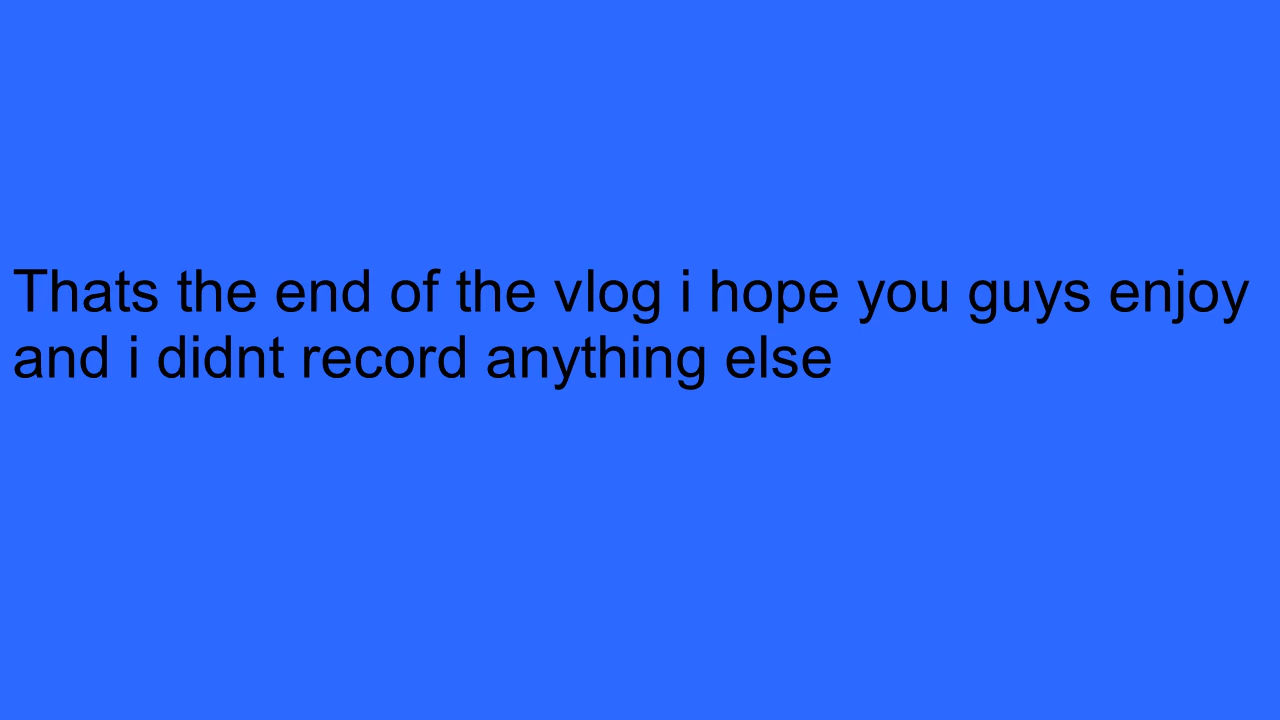 Thats the end of the vlog i hope you guys enjoy
and i didnt record anything else